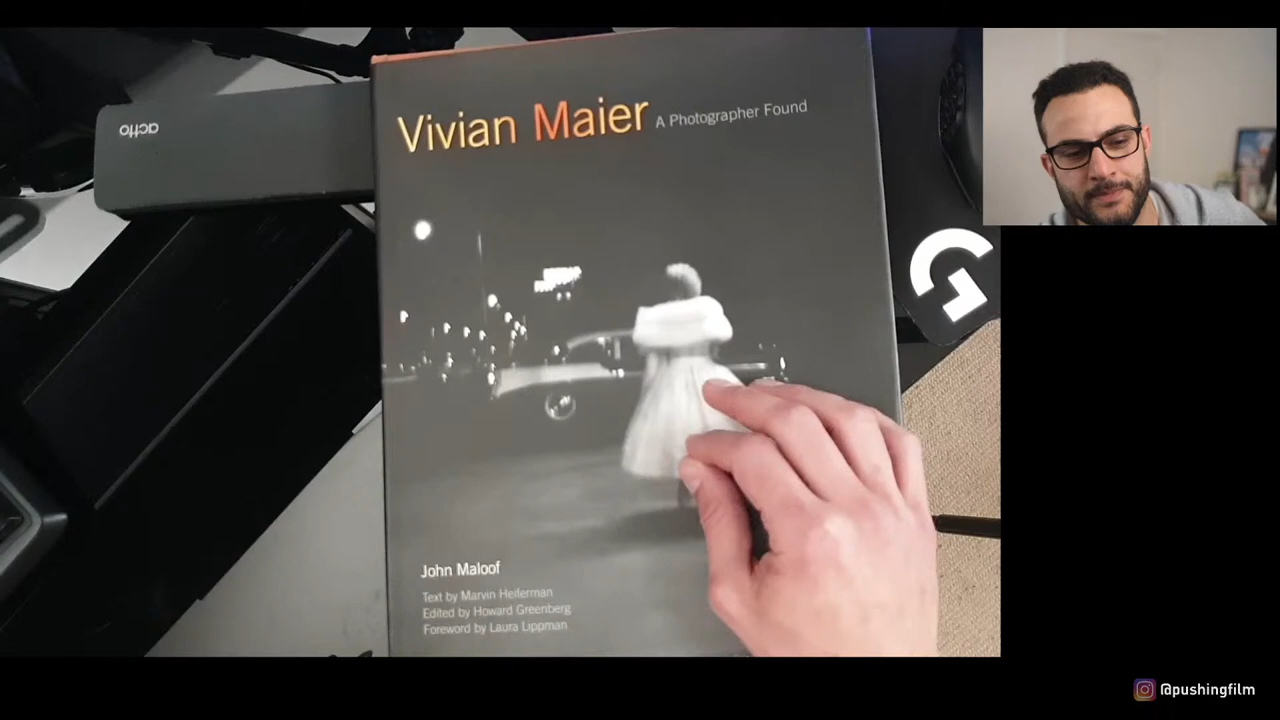 actto
Vivian Maier A Photographer Found
G
John Maloof
Text by Marvin Heiferman
Edited by Howard Greenberg
Foreword by Laura Lippman
@pushingfilm